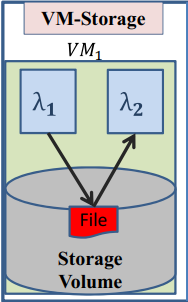 VM-Storage
VM₁
λ₁ λ₂
File
Storage
Volume